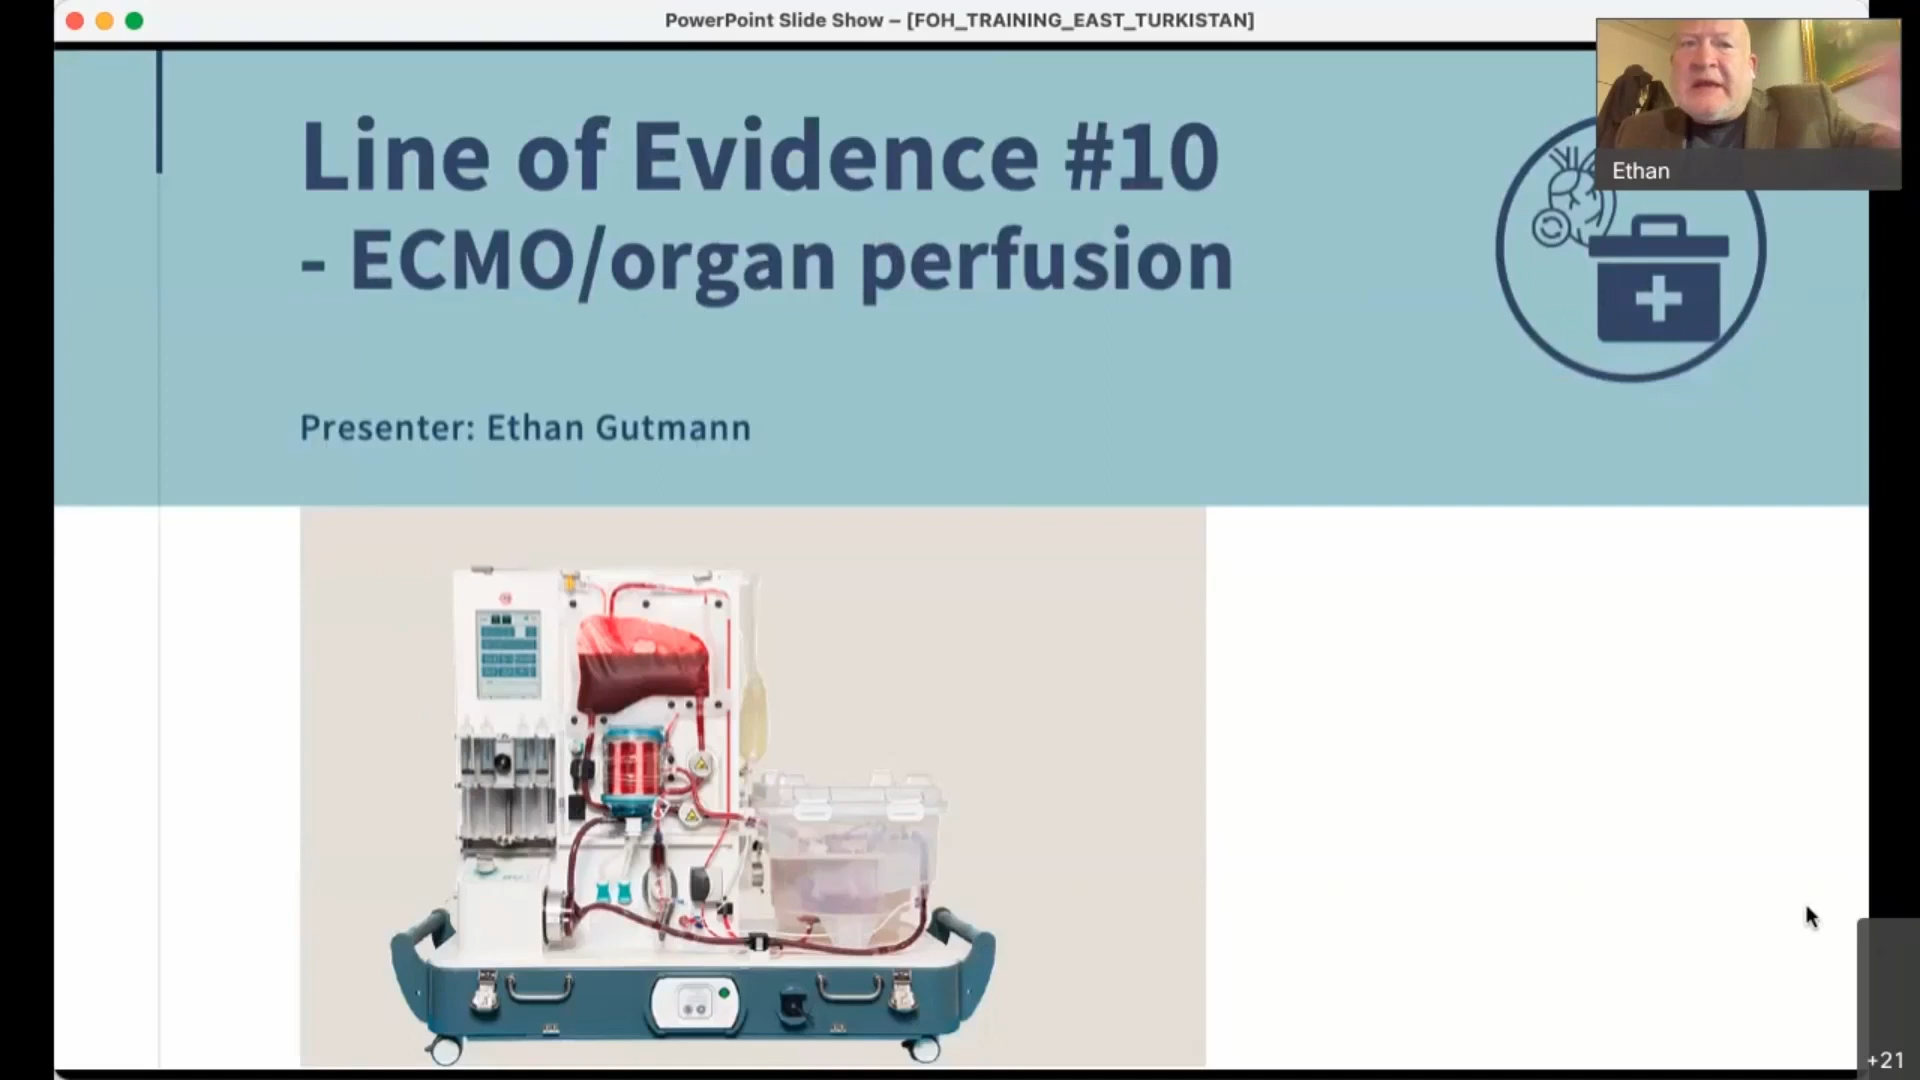 PowerPoint Slide Show – [FOH_TRAINING_EAST_TURKISTAN]
Ethan
Line of Evidence #10
- ECMO/organ perfusion
Presenter: Ethan Gutmann
+21